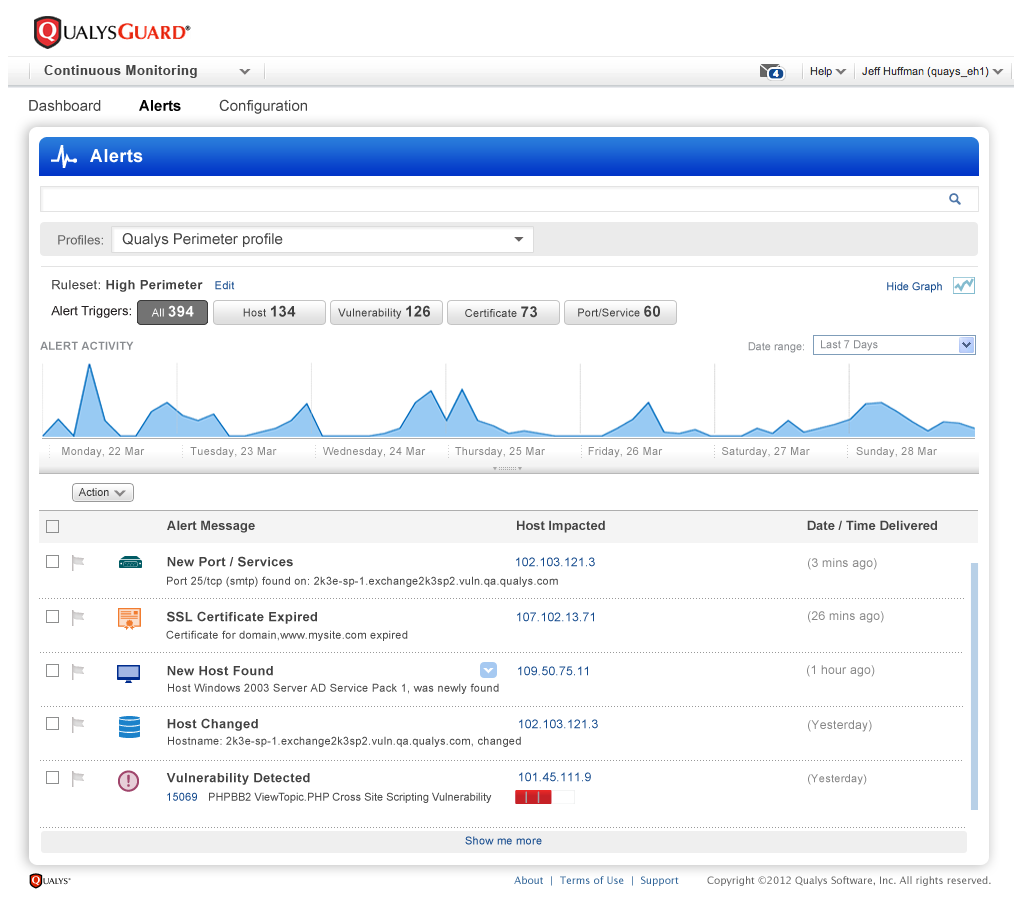 QUALYSGUARD®
Continuous Monitoring
4
Help
Jeff Huffman (quays_eh1)
Dashboard
Alerts
Configuration
Alerts
Profiles: Qualys Perimeter profile
Ruleset: High Perimeter Edit
Hide Graph
Alert Triggers: All 394 Host 134 Vulnerability 126 Certificate 73 Port/Service 60
ALERT ACTIVITY
Date range: Last 7 Days
Monday, 22 Mar Tuesday, 23 Mar Wednesday, 24 Mar Thursday, 25 Mar Friday, 26 Mar Saturday, 27 Mar Sunday, 28 Mar
Action
Alert Message Host Impacted Date / Time Delivered
New Port / Services 102.103.121.3 (3 mins ago)
Port 25/tcp (smtp) found on: 2k3e-sp-1.exchange2k3sp2.vuln.qa.qualys.com
SSL Certificate Expired 107.102.13.71 (26 mins ago)
Certificate for domain,www.mysite.com expired
New Host Found 109.50.75.11 (1 hour ago)
Host Windows 2003 Server AD Service Pack 1, was newly found
Host Changed 102.103.121.3 (Yesterday)
Hostname: 2k3e-sp-1.exchange2k3sp2.vuln.qa.qualys.com, changed
Vulnerability Detected 101.45.111.9 (Yesterday)
15069 PHPBB2 ViewTopic.PHP Cross Site Scripting Vulnerability
Show me more
QUALYS®
About | Terms of Use | Support Copyright ©2012 Qualys Software, Inc. All rights reserved.